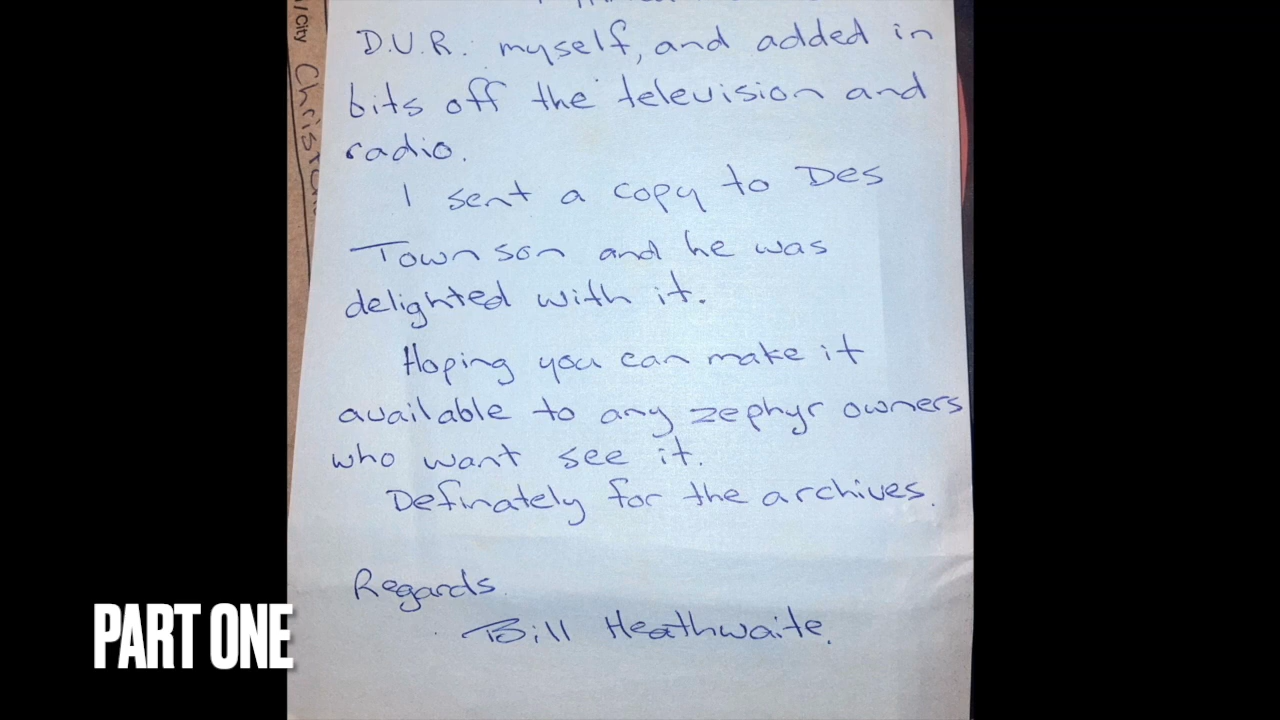 D.V.R. myself, and added in
bits off the television and
radio.
I sent a copy to Des
Townson and he was
delighted with it.
Hoping you can make it
available to any zephyr owners
who want see it.
Definately for the archives.
Regards
Bill Heathwaite.
/ City
PART ONE